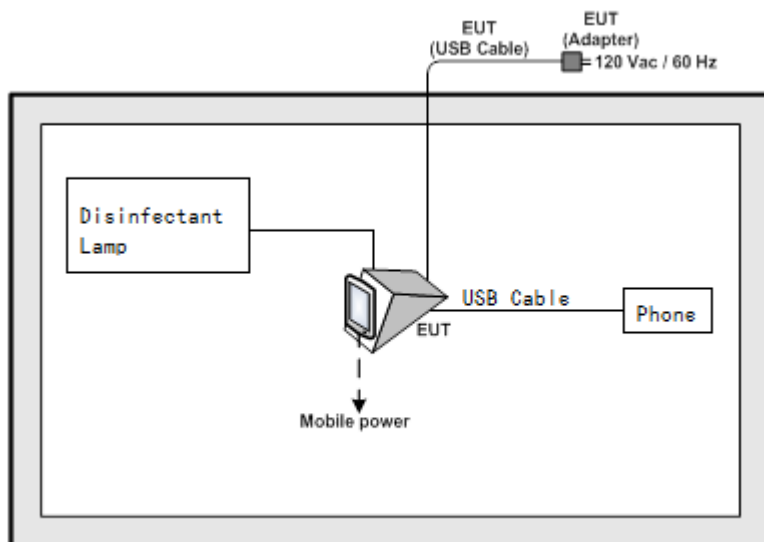 EUT
(USB Cable)
EUT
(Adapter)
120 Vac / 60 Hz
Disinfectant
Lamp
USB Cable
EUT
Phone
Mobile power